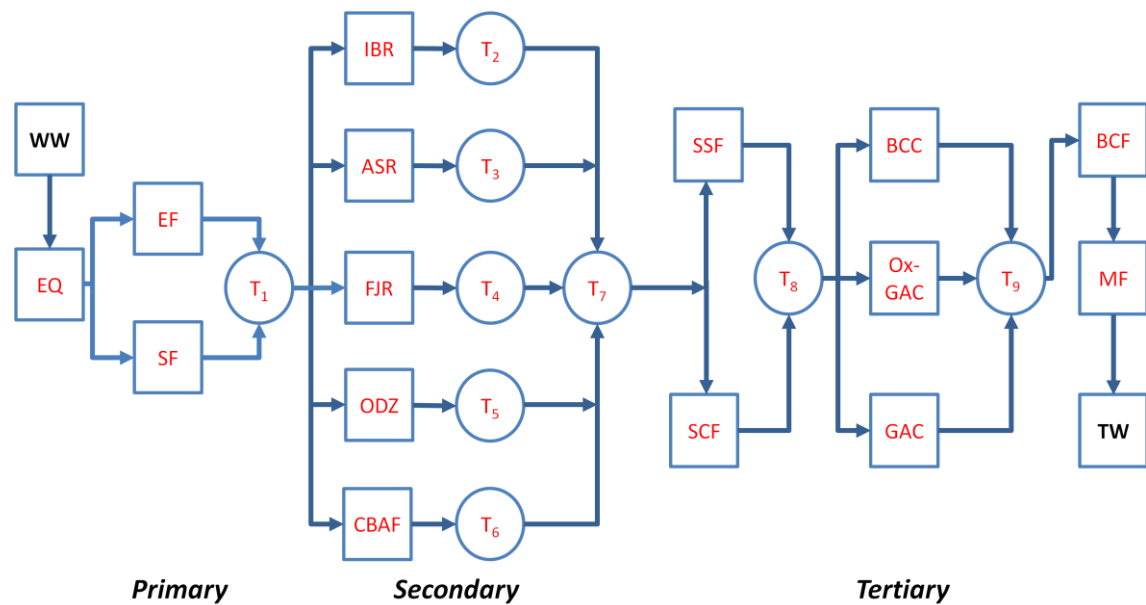 WW
EQ
EF
SF
T1
IBR
T2
ASR
T3
FJR
T4
ODZ
T5
CBAF
T6
T7
SSF
SCF
T8
BCC
Ox-
GAC
GAC
T9
BCF
MF
TW
Primary
Secondary
Tertiary